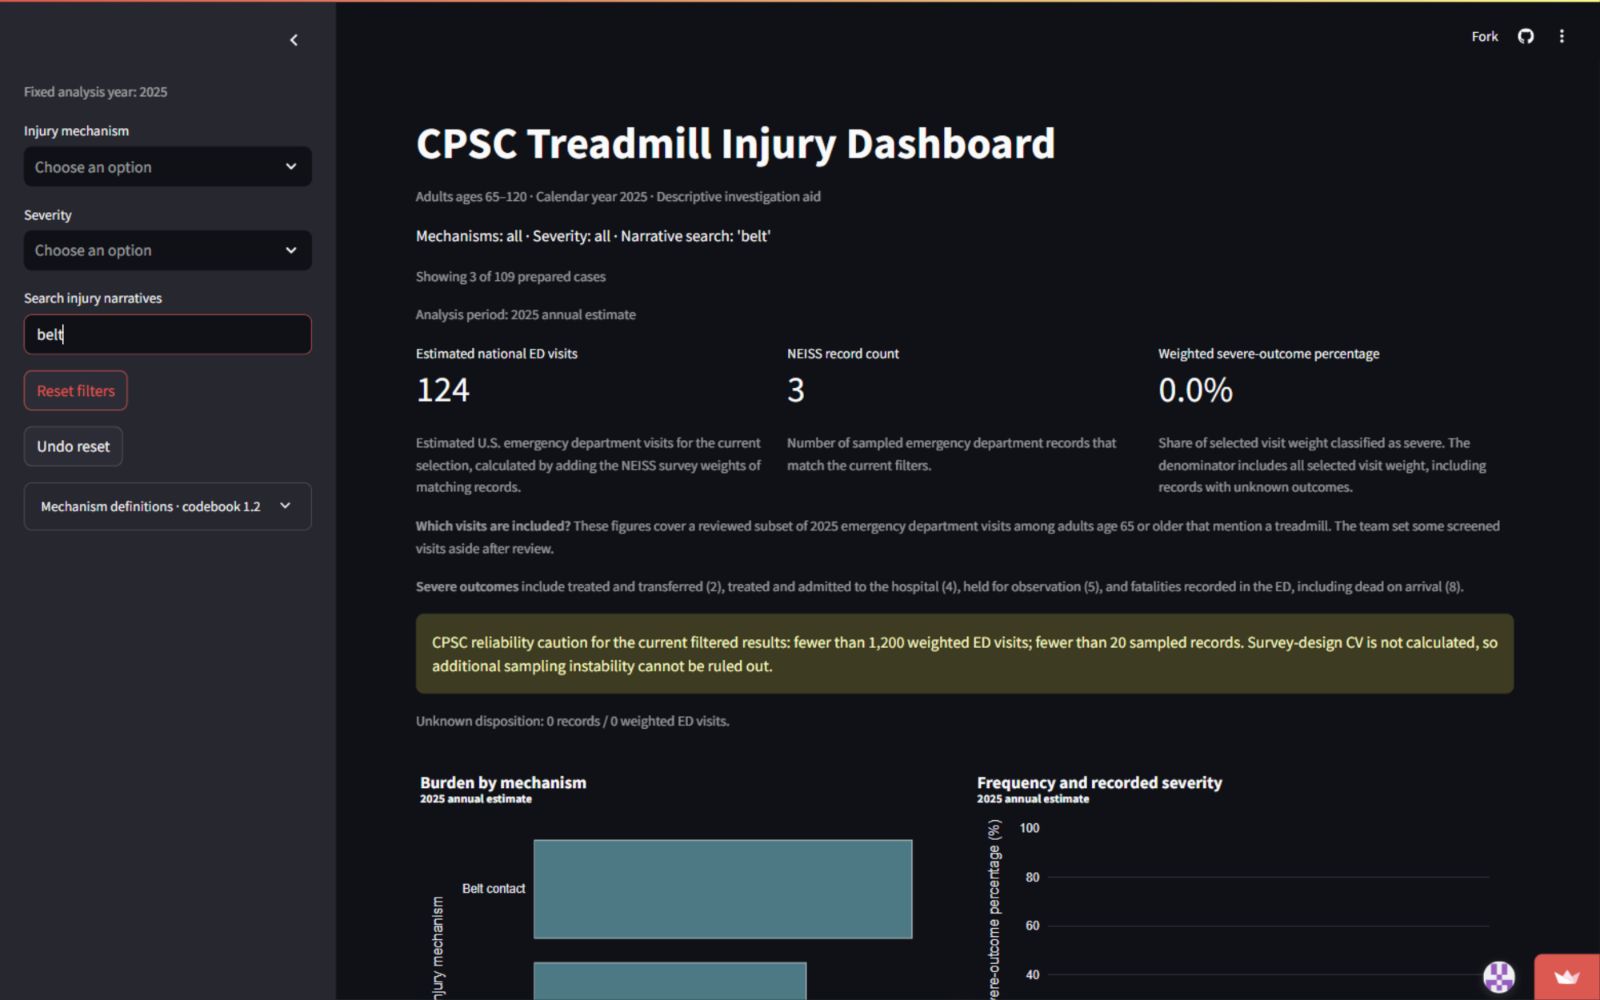 Fork
Fixed analysis year: 2025
Injury mechanism
Choose an option
Severity
Choose an option
Search injury narratives
belt
Reset filters
Undo reset
Mechanism definitions · codebook 1.2
CPSC Treadmill Injury Dashboard
Adults ages 65–120 · Calendar year 2025 · Descriptive investigation aid
Mechanisms: all · Severity: all · Narrative search: 'belt'
Showing 3 of 109 prepared cases
Analysis period: 2025 annual estimate
Estimated national ED visits
124
Estimated U.S. emergency department visits for the current
selection, calculated by adding the NEISS survey weights of
matching records.
NEISS record count
3
Number of sampled emergency department records that
match the current filters.
Weighted severe-outcome percentage
0.0%
Share of selected visit weight classified as severe. The
denominator includes all selected visit weight, including
records with unknown outcomes.
Which visits are included? These figures cover a reviewed subset of 2025 emergency department visits among adults age 65 or older that mention a treadmill. The team set some screened
visits aside after review.
Severe outcomes include treated and transferred (2), treated and admitted to the hospital (4), held for observation (5), and fatalities recorded in the ED, including dead on arrival (8).
CPSC reliability caution for the current filtered results: fewer than 1,200 weighted ED visits; fewer than 20 sampled records. Survey-design CV is not calculated, so
additional sampling instability cannot be ruled out.
Unknown disposition: 0 records / 0 weighted ED visits.
Burden by mechanism
2025 annual estimate
Belt contact
njury mechanism
Frequency and recorded severity
2025 annual estimate
vere-outcome percentage (%)
100
80
60
40